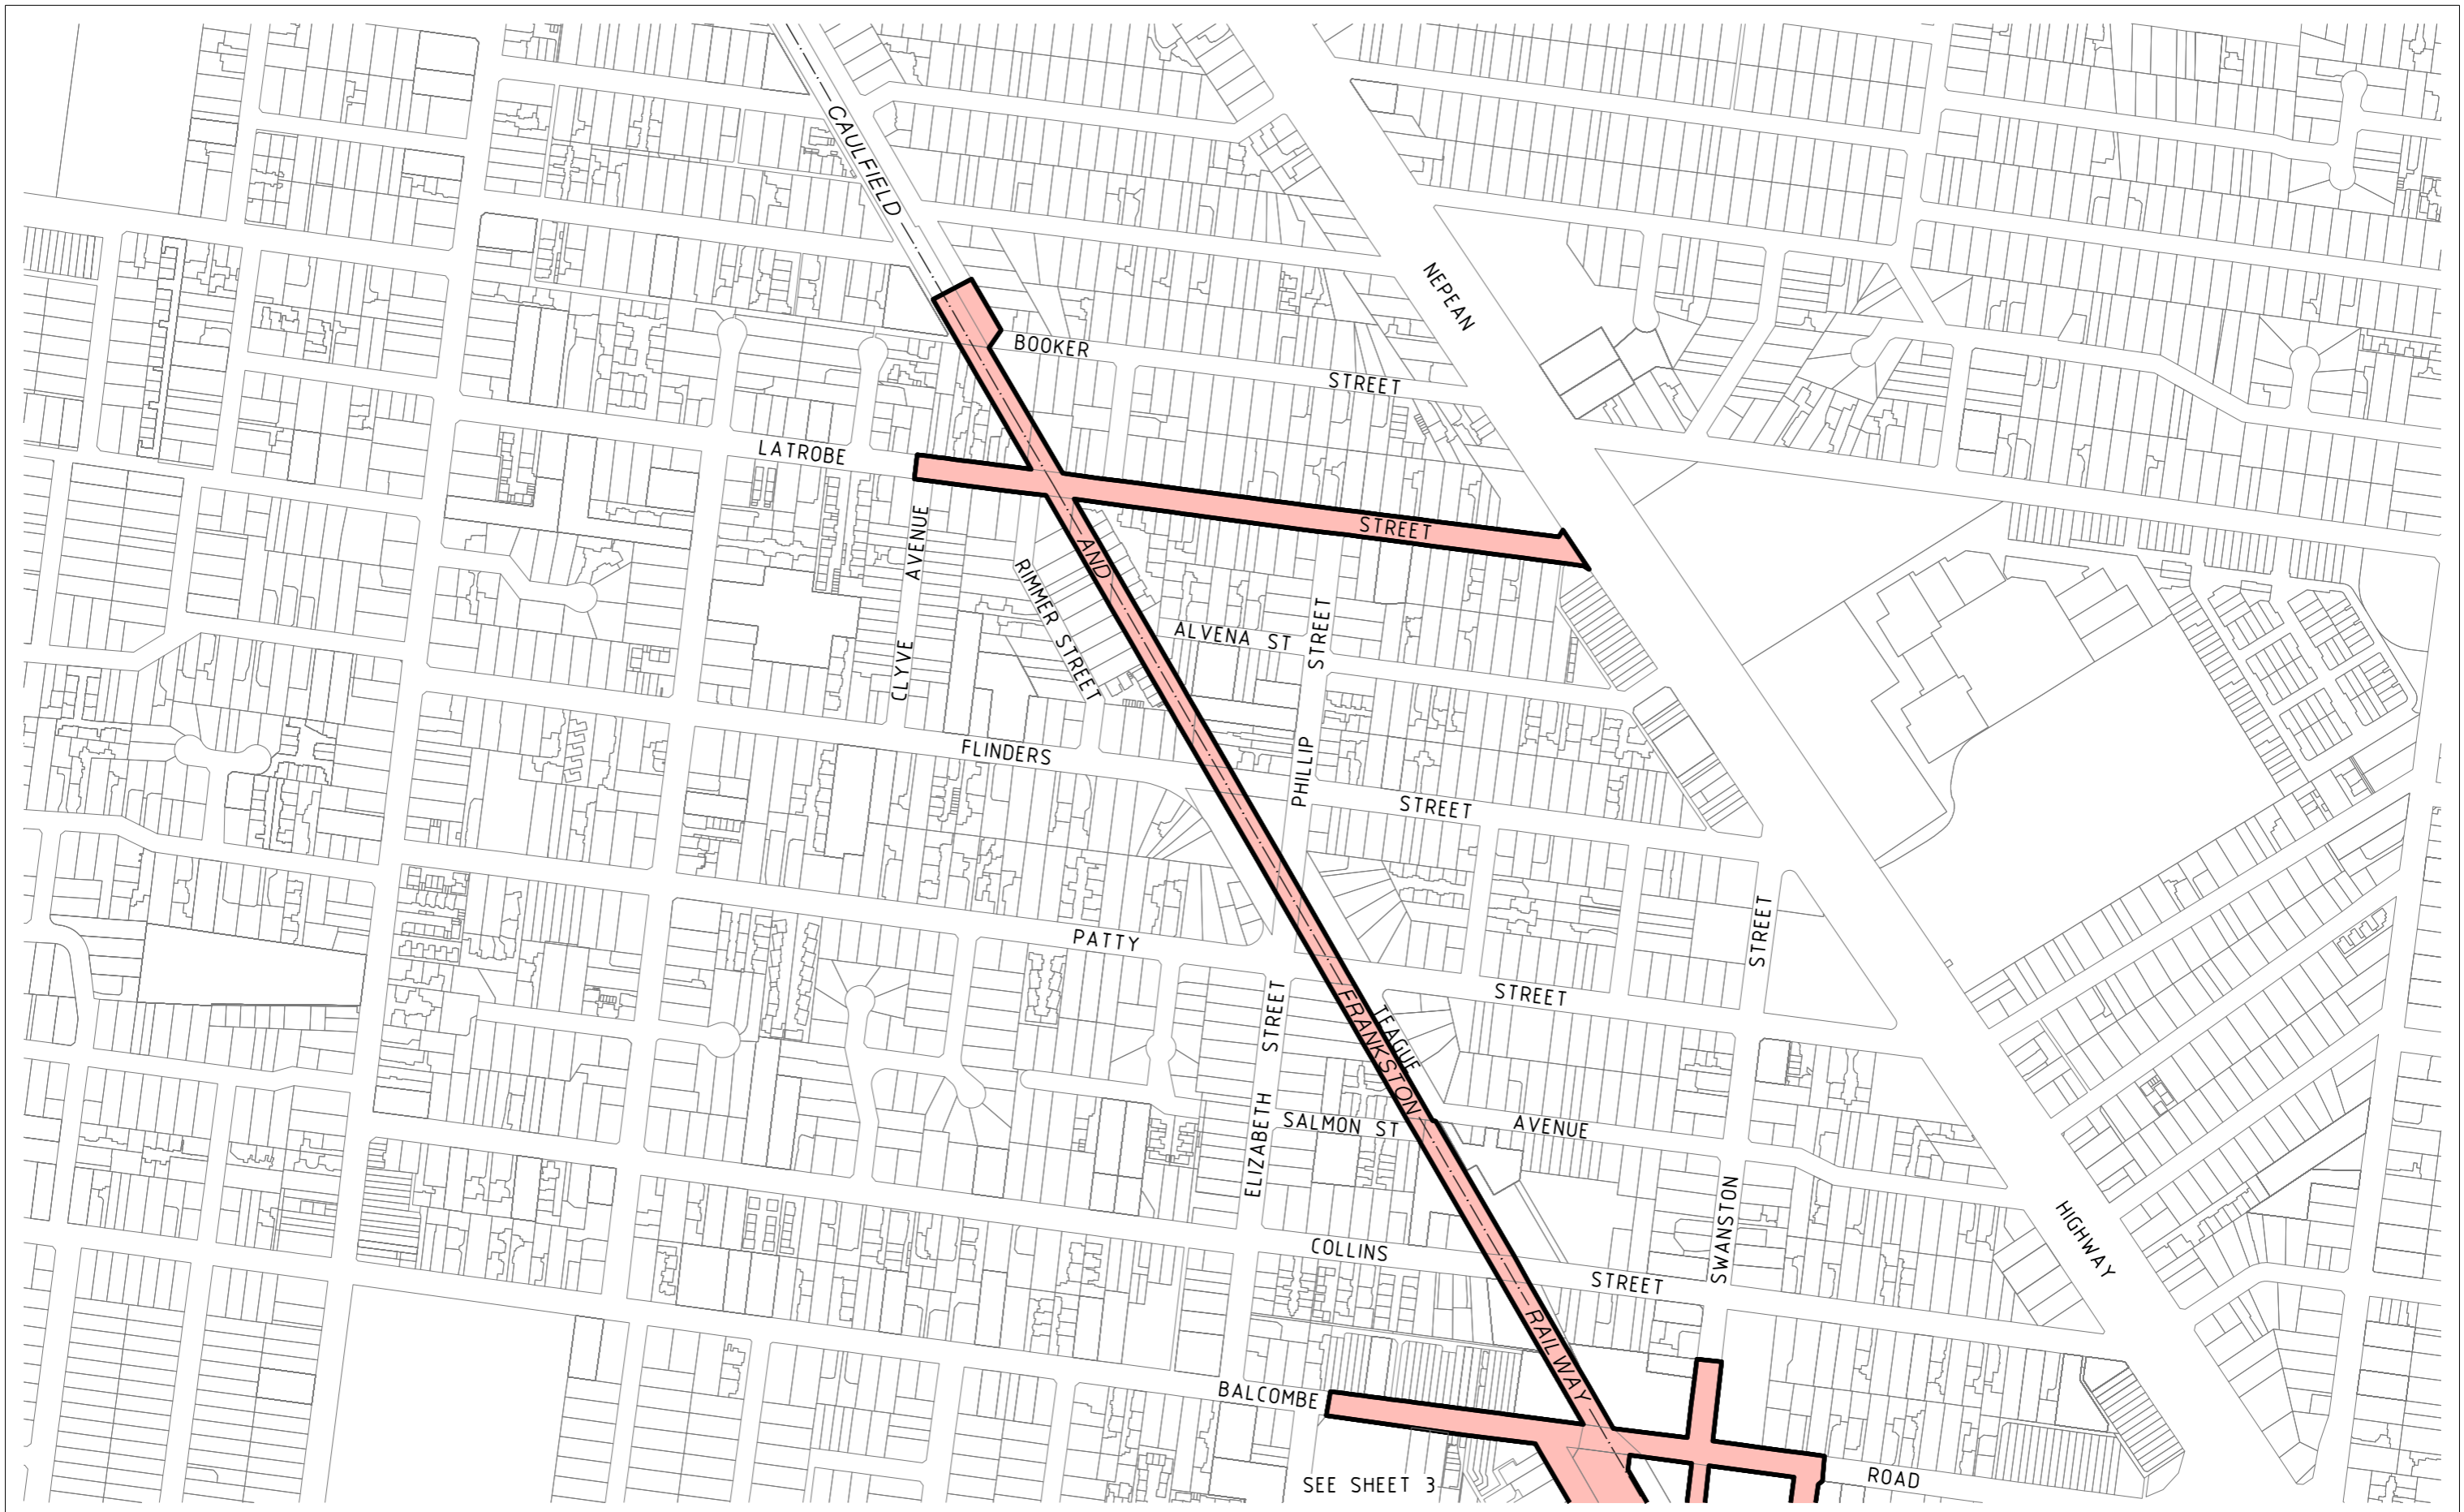 CAULFIELD
NEPEAN
BOOKER
STREET
LATROBE
STREET
AVENUE
CLYVE
AND
RIMMER STREET
ALVENA ST
STREET
PHILLIP
FLINDERS
STREET
PATTY
STREET
STREET
STREET
ELIZABETH
FRANKSTON
TEAGUE
AVENUE
SALMON ST
SWANSTON
HIGHWAY
COLLINS
STREET
RAILWAY
BALCOMBE
ROAD
SEE SHEET 3